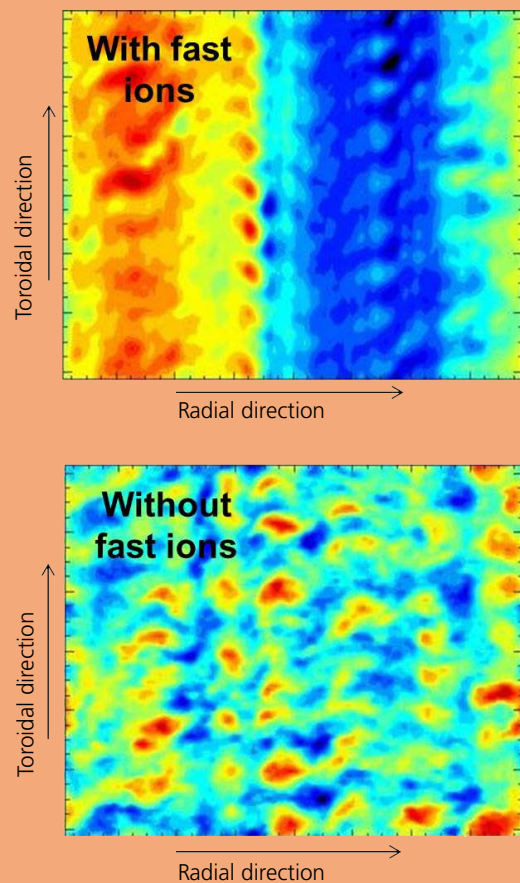 With fast
ions
Toroidal direction
Radial direction
Without
fast ions
Toroidal direction
Radial direction